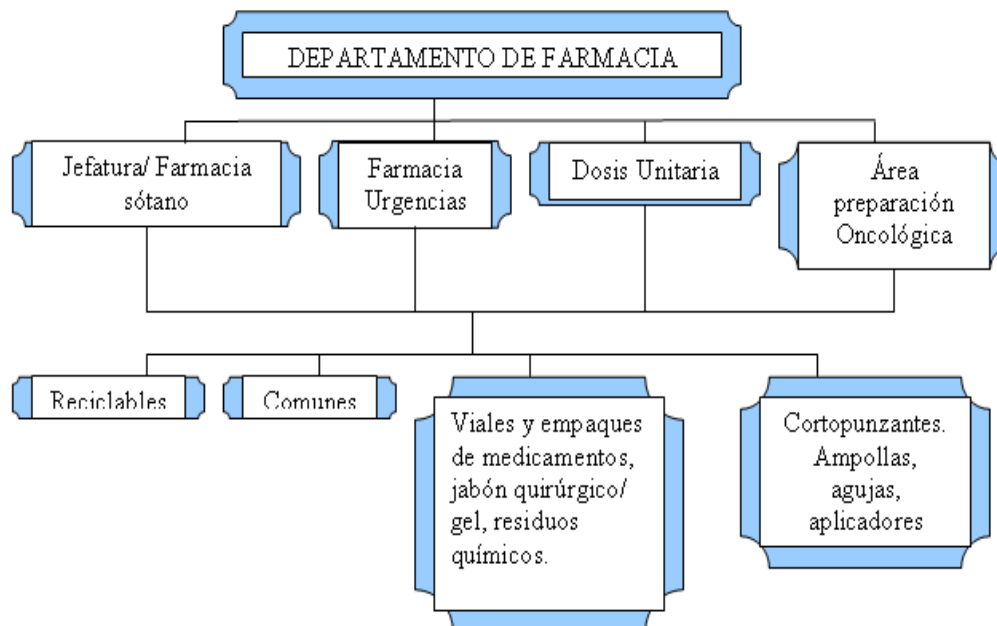 DEPARTAMENTO DE FARMACIA
Jefatura/ Farmacia
sótano
Farmacia
Urgencias
Dosis Unitaria
Área
preparación
Oncológica
Reciclables
Comunes
Viales y empaques
de medicamentos,
jabón quirúrgico/
gel, residuos
químicos.
Cortopunzantes.
Ampollas,
agujas,
aplicadores